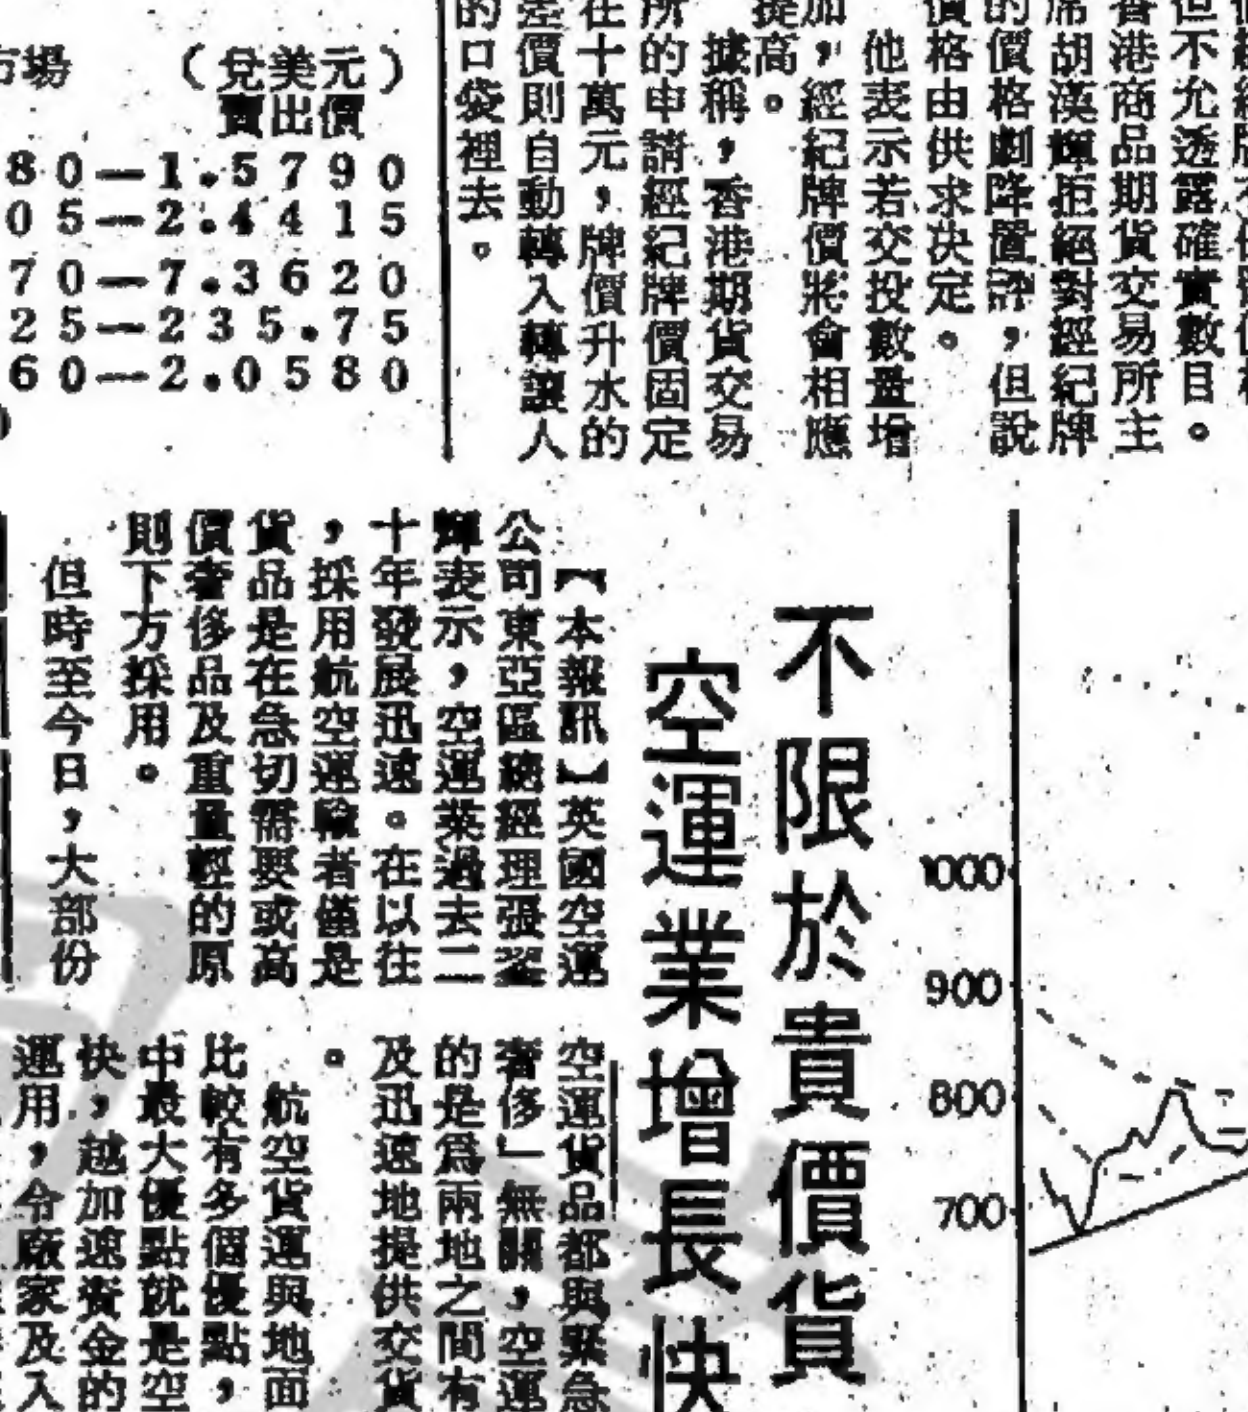 香港商品期貨交易所主
席胡漢輝拒絕對經紀牌
的價格劇降置評，但說
價格由供求決定。
他表示若交投數量增
加，經紀牌價將會相應
提高。
據稱，香港期貨交易
所的申請經紀牌價固定
在十萬元，牌價升水的
差價則自動轉入轉讓人
的口袋裡去。
但不允透露確實數目。
市場
（兌美元）
賣出價
80—1.5790
05—2.4415
70—7.3620
25—235.75
60—2.0580
不限於貴價貨
空運業增長快
【本報訊】英國空運
公司東亞區總經理張翠
輝表示，空運業過去二
十年發展迅速。在以往
，採用航空運輸者僅是
貨品是在急切需要或高
價奢侈品及重量輕的原
則下方採用。
但時至今日，大部份
空運貨品都與緊急
奢侈」無關，空運
的是為兩地之間有
及迅速地提供交貨
。
航空貨運與地面
比較有多個優點，
中最大優點就是空
快，越加速資金的
運用，令廠家及入
1000
900
800
700